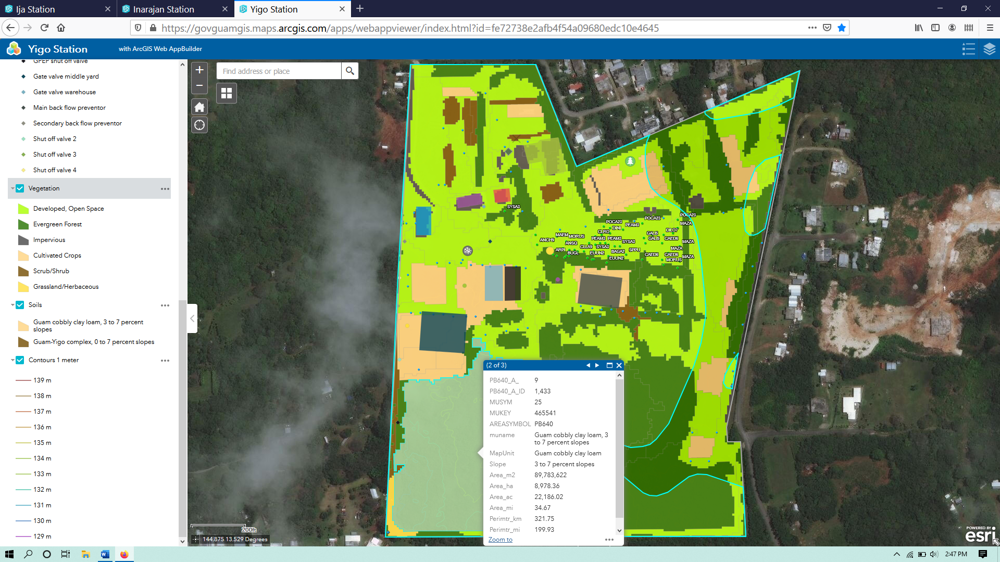 Ija Station
Inarajan Station
Yigo Station
https://govguamgis.maps.arcgis.com/apps/webappviewer/index.html?id=fe72738e2afb4f54a09680edc10e4645
Yigo Station
with ArcGIS Web AppBuilder
GPEP shut off valve
Gate valve middle yard
Gate valve warehouse
Main back flow preventor
Secondary back flow preventor
Shut off valve 2
Shut off valve 3
Shut off valve 4
Vegetation
Developed, Open Space
Evergreen Forest
Impervious
Cultivated Crops
Scrub/Shrub
Grassland/Herbaceous
Soils
Guam cobbly clay loam, 3 to 7 percent
slopes
Guam-Yigo complex, 0 to 7 percent slopes
Contours 1 meter
139 m
138 m
137 m
136 m
135 m
134 m
133 m
132 m
131 m
130 m
129 m
Find address or place
SYSA3
POCA23
POCA23
POCA23
MAZA
PEAM3
DINI
DILO7
CLRO
GALI5
MAEM
MORUS
PEAM3
PEAM3
GALI5
CAED6
ANCH9
SYSA3
MAZA
ANSQ
CLLA9
SYSA3
MAZA
ARPI
BUGL
EUUN2
BAGA2
SPPU
CAED6
CAED6
MAZA
EUUN2
MORUS
(2 of 3)
PB640_A_ 9
PB640_A_ID 1,433
MUSYM 25
MUKEY 465541
AREASYMBOL PB640
muname Guam cobbly clay loam, 3
to 7 percent slopes
MapUnit Guam cobbly clay loam
Slope 3 to 7 percent slopes
Area_m2 89,783,622
Area_ha 8,978.36
Area_ac 22,186.02
Area_mi 34.67
Perimtr_km 321.75
Perimtr_mi 199.93
Zoom to
200ft
144.875 13.529 Degrees
POWERED BY
esri
2:47 PM